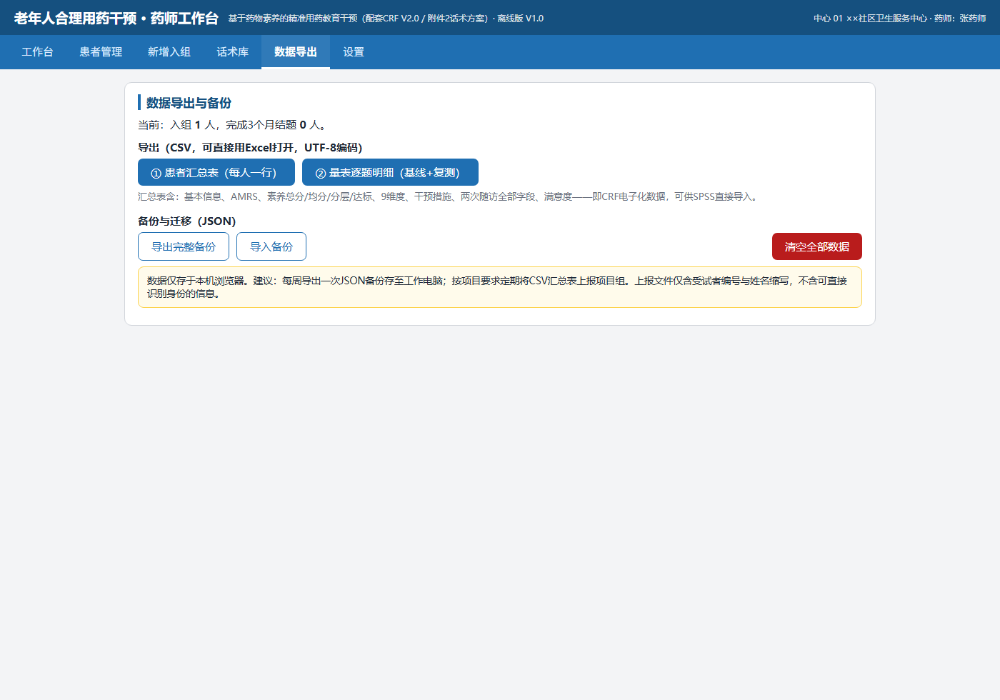 老年人合理用药干预 • 药师工作台
基于药物素养的精准用药教育干预（配套CRF V2.0 / 附件2话术方案）· 离线版 V1.0
中心 01 ××社区卫生服务中心 · 药师：张药师
工作台
患者管理
新增入组
话术库
数据导出
设置
数据导出与备份
当前：入组 1 人，完成3个月结题 0 人。
导出（CSV，可直接用Excel打开，UTF-8编码）
① 患者汇总表（每人一行）
② 量表逐题明细（基线+复测）
汇总表含：基本信息、AMRS、素养总分/均分/分层/达标、9维度、干预措施、两次随访全部字段、满意度——即CRF电子化数据，可供SPSS直接导入。
备份与迁移（JSON）
导出完整备份
导入备份
清空全部数据
数据仅存于本机浏览器。建议：每周导出一次JSON备份存至工作电脑；按项目要求定期将CSV汇总表上报项目组。上报文件仅含受试者编号与姓名缩写，不含可直接
识别身份的信息。